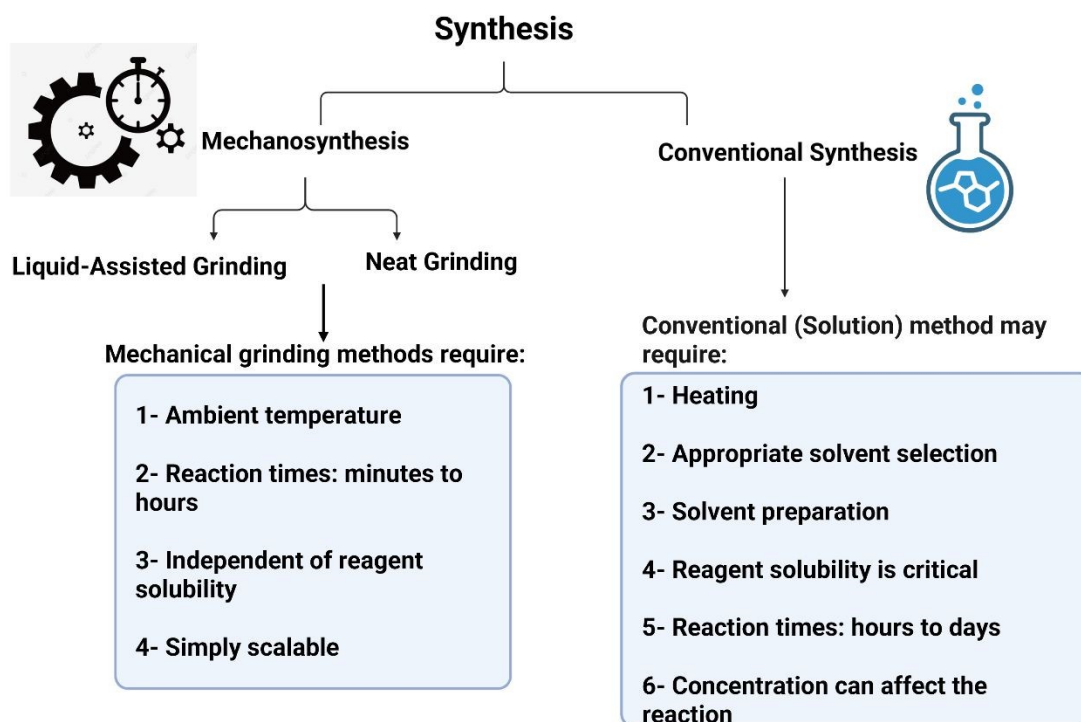 Synthesis
Mechanosynthesis
Conventional Synthesis
Liquid-Assisted Grinding
Neat Grinding
Mechanical grinding methods require:
1- Ambient temperature
2- Reaction times: minutes to
hours
3- Independent of reagent
solubility
4- Simply scalable
Conventional (Solution) method may
require:
1- Heating
2- Appropriate solvent selection
3- Solvent preparation
4- Reagent solubility is critical
5- Reaction times: hours to days
6- Concentration can affect the
reaction